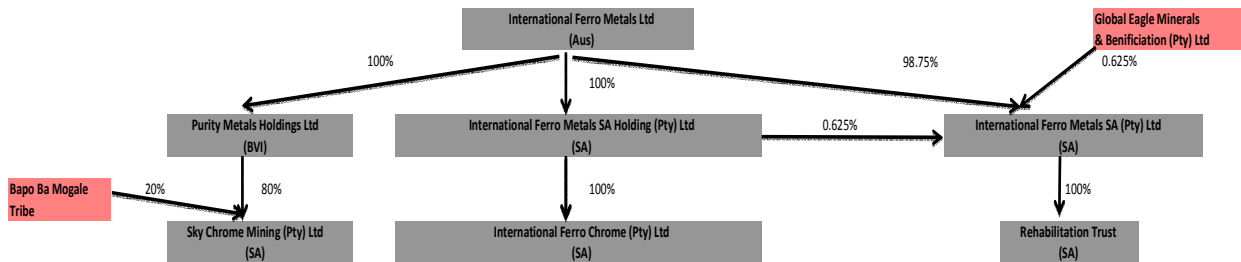 International Ferro Metals Ltd
(Aus)
Global Eagle Minerals
& Benificiation (Pty) Ltd
100%
100%
98.75%
0.625%
Purity Metals Holdings Ltd
(BVI)
International Ferro Metals SA Holding (Pty) Ltd
(SA)
0.625%
International Ferro Metals SA (Pty) Ltd
(SA)
Bapo Ba Mogale
Tribe
20%
80%
100%
100%
Sky Chrome Mining (Pty) Ltd
(SA)
International Ferro Chrome (Pty) Ltd
(SA)
Rehabilitation Trust
(SA)